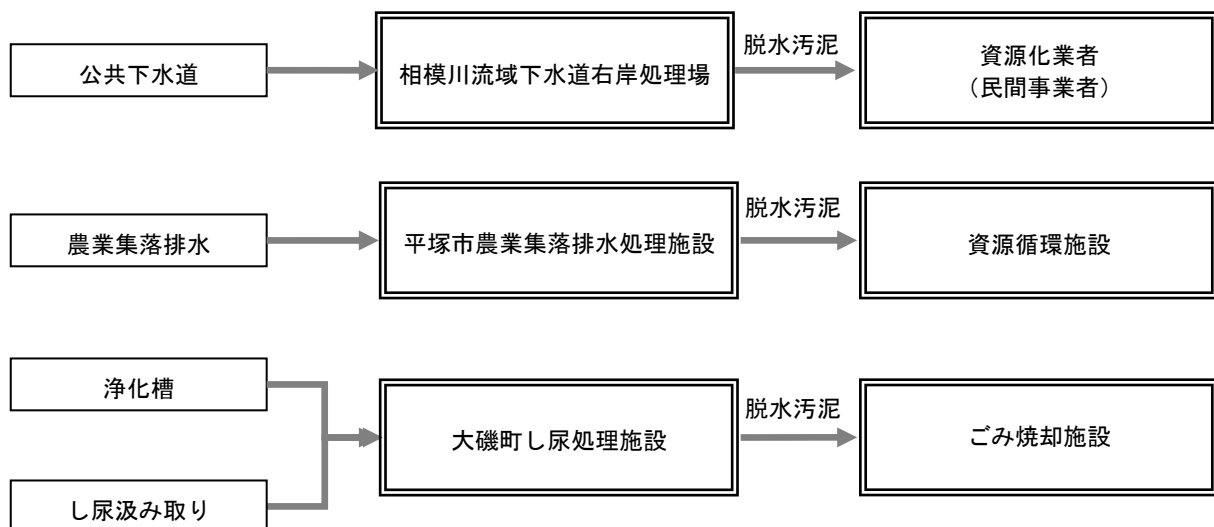 公共下水道
相模川流域下水道右岸処理場
脱水汚泥
資源化業者
（民間事業者）
農業集落排水
平塚市農業集落排水処理施設
脱水汚泥
資源循環施設
浄化槽
し尿汲み取り
大磯町し尿処理施設
脱水汚泥
ごみ焼却施設